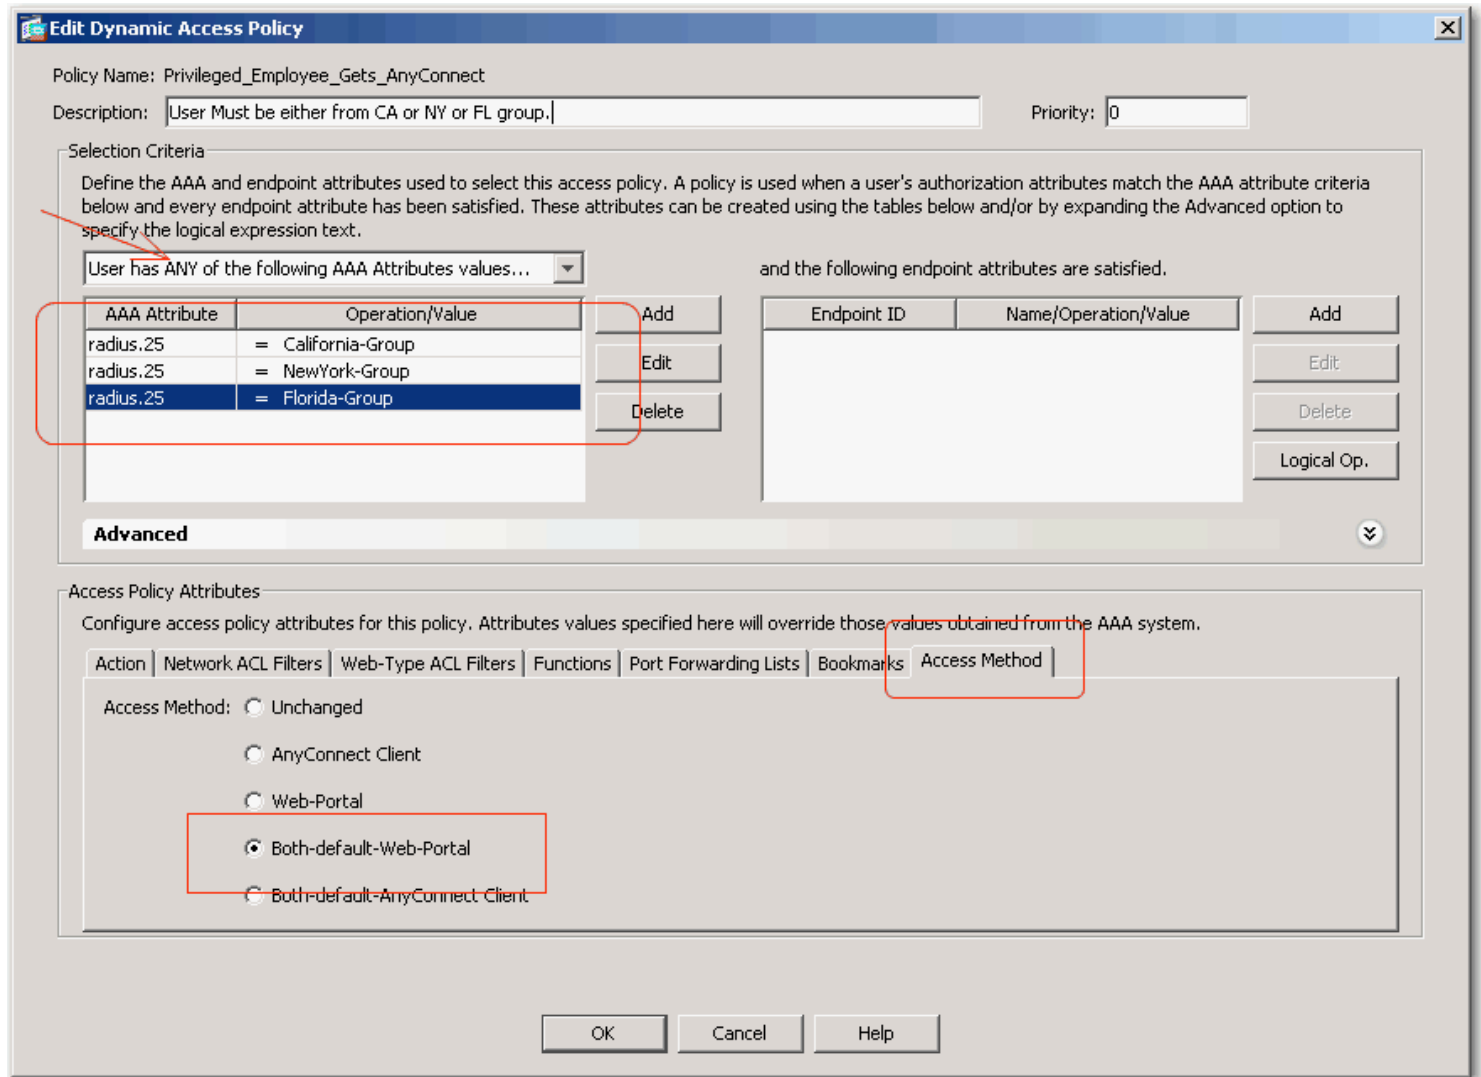 Edit Dynamic Access Policy
Policy Name: Privileged_Employee_Gets_AnyConnect
Description: User Must be either from CA or NY or FL group. Priority: 0
Selection Criteria
Define the AAA and endpoint attributes used to select this access policy. A policy is used when a user's authorization attributes match the AAA attribute criteria
below and every endpoint attribute has been satisfied. These attributes can be created using the tables below and/or by expanding the Advanced option to
specify the logical expression text.
User has ANY of the following AAA Attributes values... and the following endpoint attributes are satisfied.
AAA Attribute Operation/Value Add Endpoint ID Name/Operation/Value Add
radius.25 = California-Group
radius.25 = NewYork-Group Edit Edit
radius.25 = Florida-Group Delete Delete
Logical Op.
Advanced
Access Policy Attributes
Configure access policy attributes for this policy. Attributes values specified here will override those values obtained from the AAA system.
Action Network ACL Filters Web-Type ACL Filters Functions Port Forwarding Lists Bookmarks Access Method
Access Method: Unchanged
AnyConnect Client
Web-Portal
Both-default-Web-Portal
Both-default-AnyConnect Client
OK Cancel Help